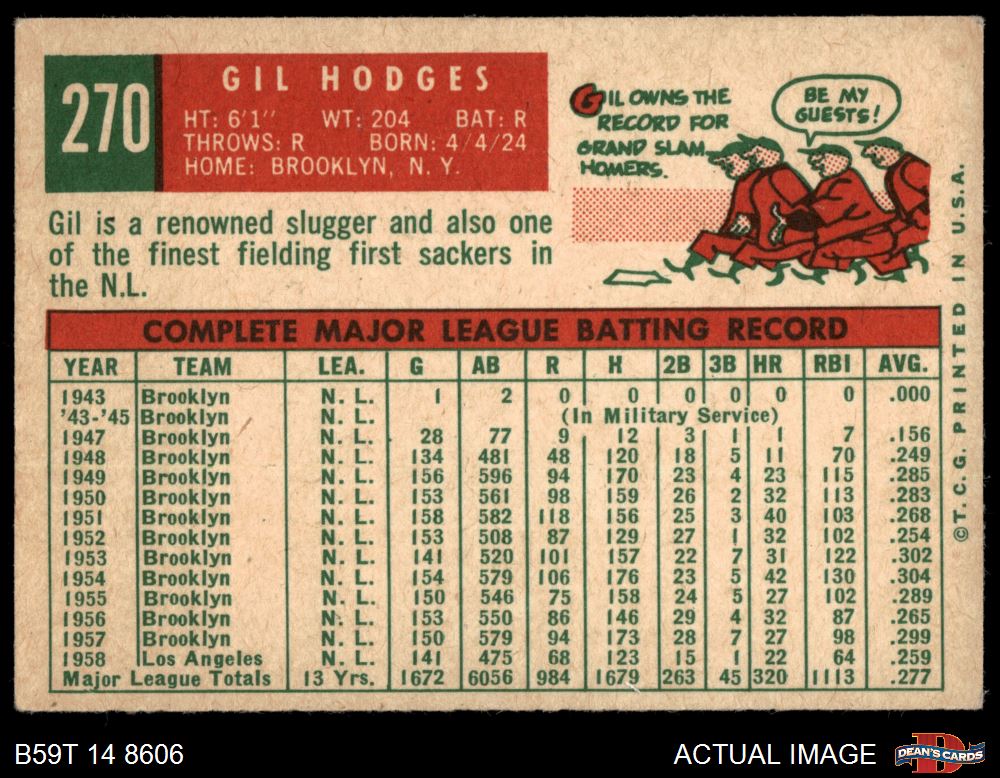 270
GIL HODGES
HT: 6'1" WT: 204 BAT: R
THROWS: R BORN: 4/4/24
HOME: BROOKLYN, N. Y.
GIL OWNS THE
RECORD FOR
GRAND SLAM
HOMERS.
BE MY
GUESTS!
Gil is a renowned slugger and also one
of the finest fielding first sackers in
the N.L.
COMPLETE MAJOR LEAGUE BATTING RECORD
YEAR TEAM LEA. G AB R H 2B 3B HR RBI AVG.
1943 Brooklyn N. L. 1 2 0 0 0 0 0 0 .000
'43-'45 Brooklyn N. L. (In Military Service)
1947 Brooklyn N. L. 28 77 9 12 3 1 1 7 .156
1948 Brooklyn N. L. 134 481 48 120 18 5 11 70 .249
1949 Brooklyn N. L. 156 596 94 170 23 4 23 115 .285
1950 Brooklyn N. L. 153 561 98 159 26 2 32 113 .283
1951 Brooklyn N. L. 158 582 118 156 25 3 40 103 .268
1952 Brooklyn N. L. 153 508 87 129 27 1 32 102 .254
1953 Brooklyn N. L. 141 520 101 157 22 7 31 122 .302
1954 Brooklyn N. L. 154 579 106 176 23 5 42 130 .304
1955 Brooklyn N. L. 150 546 75 158 24 5 27 102 .289
1956 Brooklyn N. L. 153 550 86 146 29 4 32 87 .265
1957 Brooklyn N. L. 150 579 94 173 28 7 27 98 .299
1958 Los Angeles N. L. 141 475 68 123 15 1 22 64 .259
Major League Totals 13 Yrs. 1672 6056 984 1679 263 45 320 1113 .277
©T.C.G. PRINTED IN U.S.A.
B59T 14 8606
ACTUAL IMAGE
DEAN'S CARDS